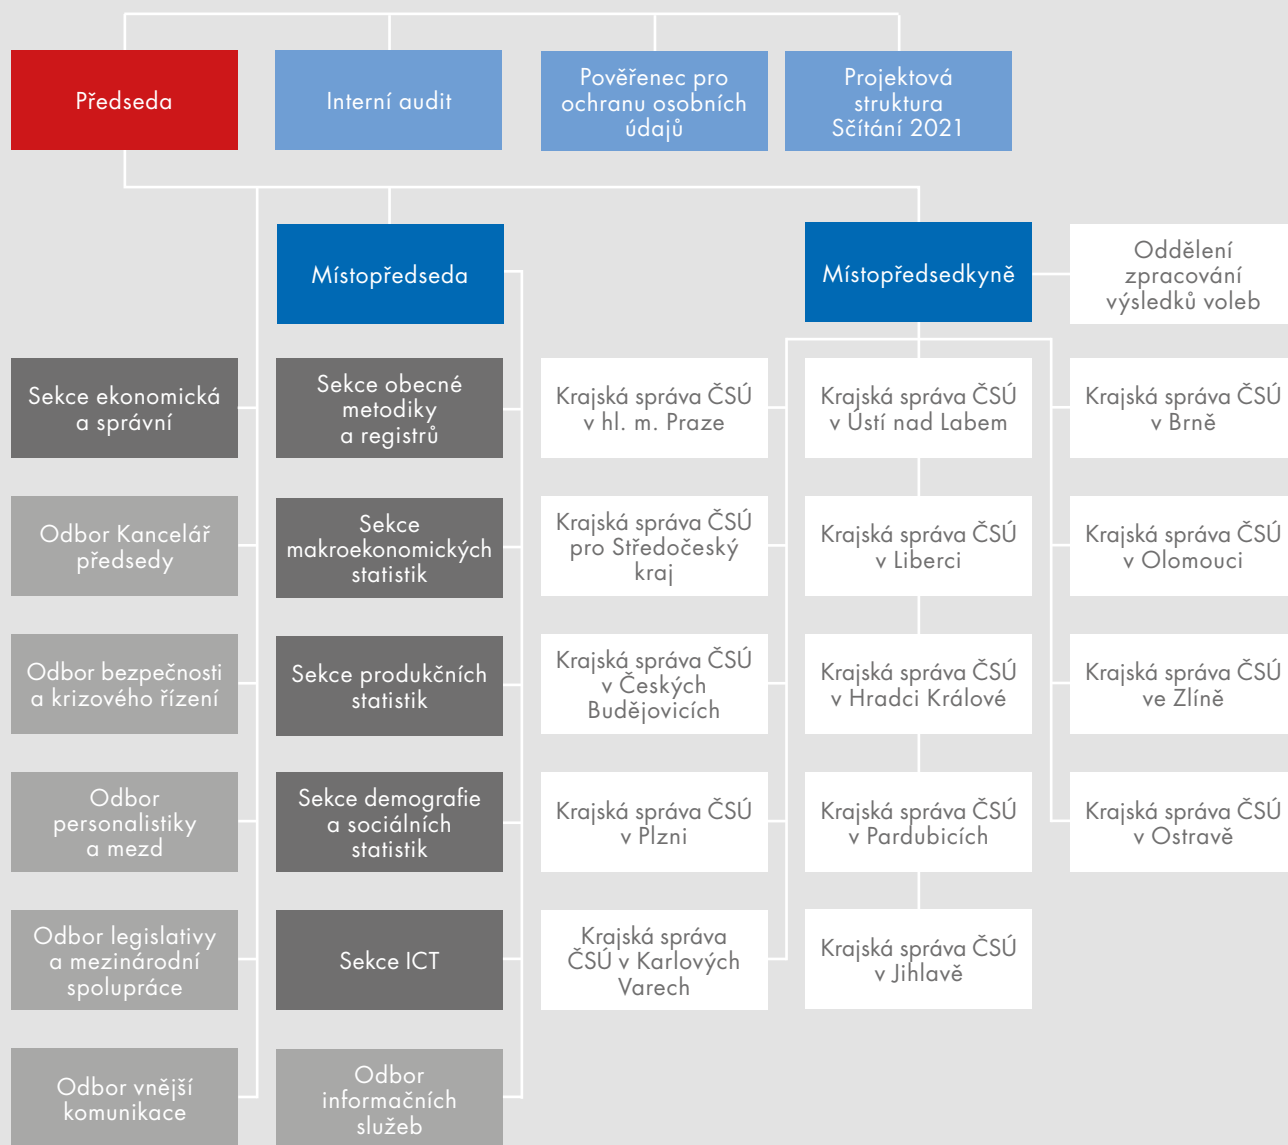 Předseda
Interní audit
Pověřenec pro
ochranu osobních
údajů
Projektová
struktura
Sčítání 2021
Místopředseda
Místopředsedkyně
Oddělení
zpracování
výsledků voleb
Sekce ekonomická
a správní
Sekce obecné
metodiky
a registrů
Krajská správa ČSÚ
v hl. m. Praze
Krajská správa ČSÚ
v Ústí nad Labem
Krajská správa ČSÚ
v Brně
Odbor Kancelář
předsedy
Sekce
makroekonomických
statistik
Krajská správa ČSÚ
pro Středočeský
kraj
Krajská správa ČSÚ
v Liberci
Krajská správa ČSÚ
v Olomouci
Odbor bezpečnosti
a krizového řízení
Sekce produkčních
statistik
Krajská správa ČSÚ
v Českých
Budějovicích
Krajská správa ČSÚ
v Hradci Králové
Krajská správa ČSÚ
ve Zlíně
Odbor
personalistiky
a mezd
Sekce demografie
a sociálních
statistik
Krajská správa ČSÚ
v Plzni
Krajská správa ČSÚ
v Pardubicích
Krajská správa ČSÚ
v Ostravě
Odbor legislativy
a mezinárodní
spolupráce
Sekce ICT
Krajská správa
ČSÚ v Karlových
Varech
Krajská správa ČSÚ
v Jihlavě
Odbor vnější
komunikace
Odbor
informačních
služeb